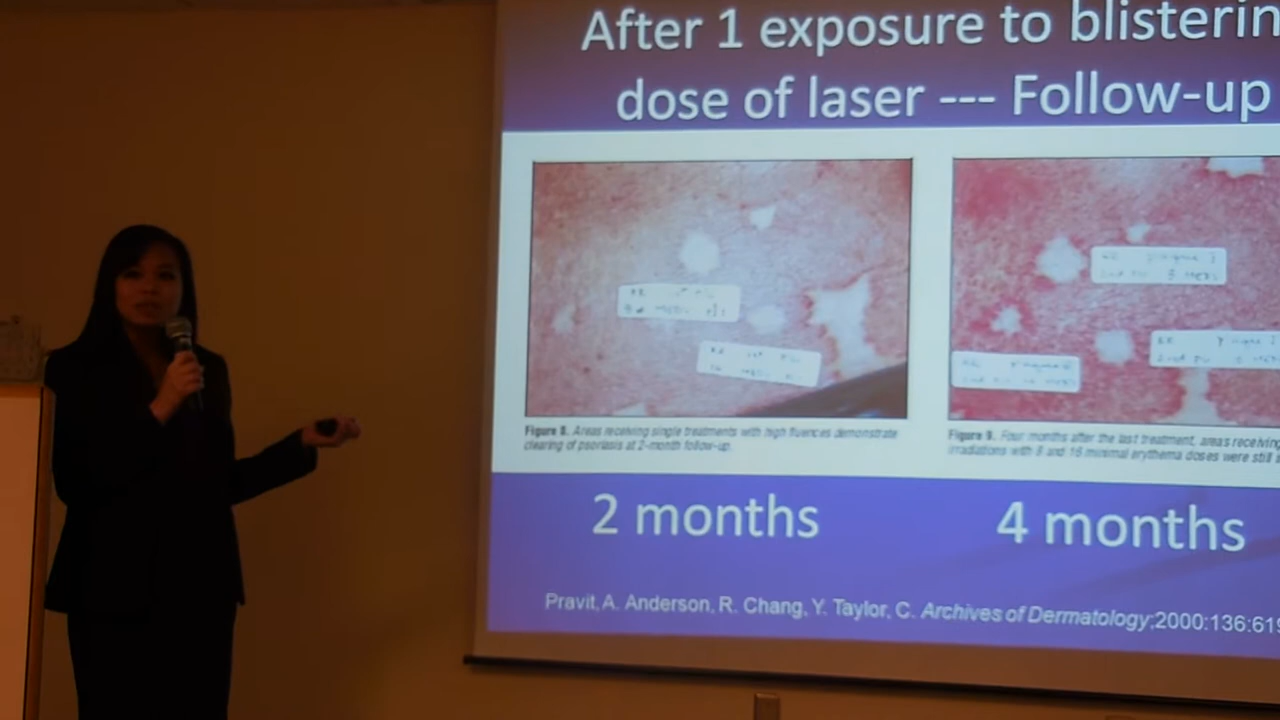 After 1 exposure to blisterin
dose of laser --- Follow-up
Figure 8. Areas receiving single treatments with high fluences demonstrate
clearing of psoriasis at 2-month follow-up.
Figure 9. Four months after the last treatment, areas receiving
irradiations with 8 and 16 minimal erythema doses were still
2 months
4 months
Pravit, A. Anderson, R. Chang, Y. Taylor, C. Archives of Dermatology;2000:136:619